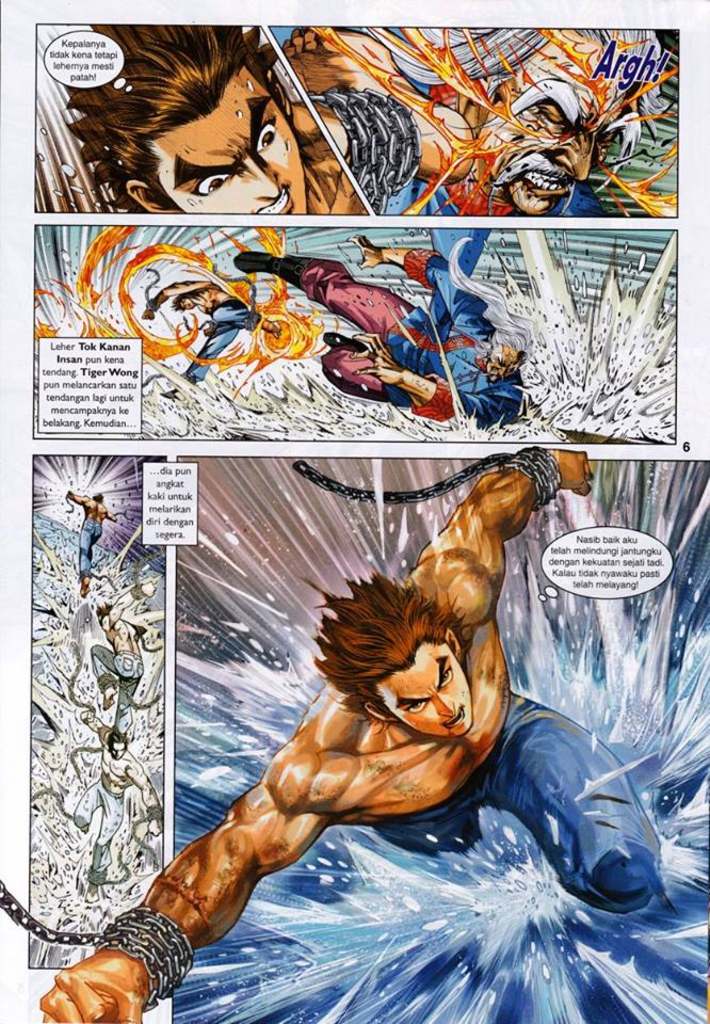 Kepalanya
tidak kena tetapi
lehernya mesti
patah!
Argh!
Leher Tok Kanan
Insan pun kena
tendang. Tiger Wong
pun melancarkan satu
tendangan lagi untuk
mencampaknya ke
belakang. Kemudian...
6
...dia pun
angkat
kaki untuk
melarikan
diri dengan
segera.
Nasib baik aku
telah melindungi jantungku
dengan kekuatan sejati tadi.
Kalau tidak nyawaku pasti
telah melayang!